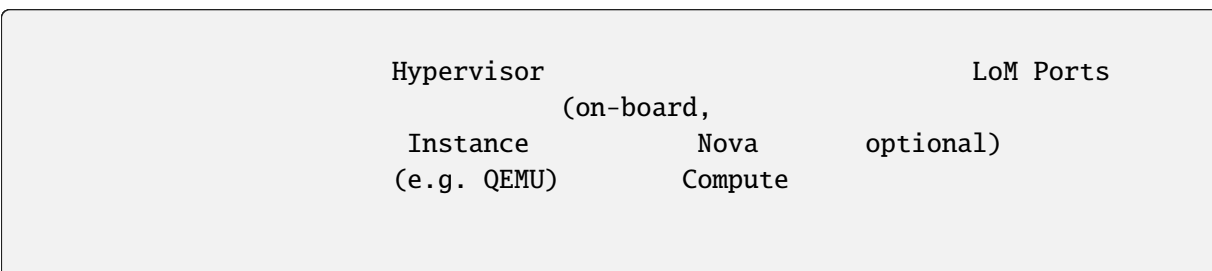 Hypervisor LoM Ports
(on-board,
Instance Nova optional)
(e.g. QEMU) Compute